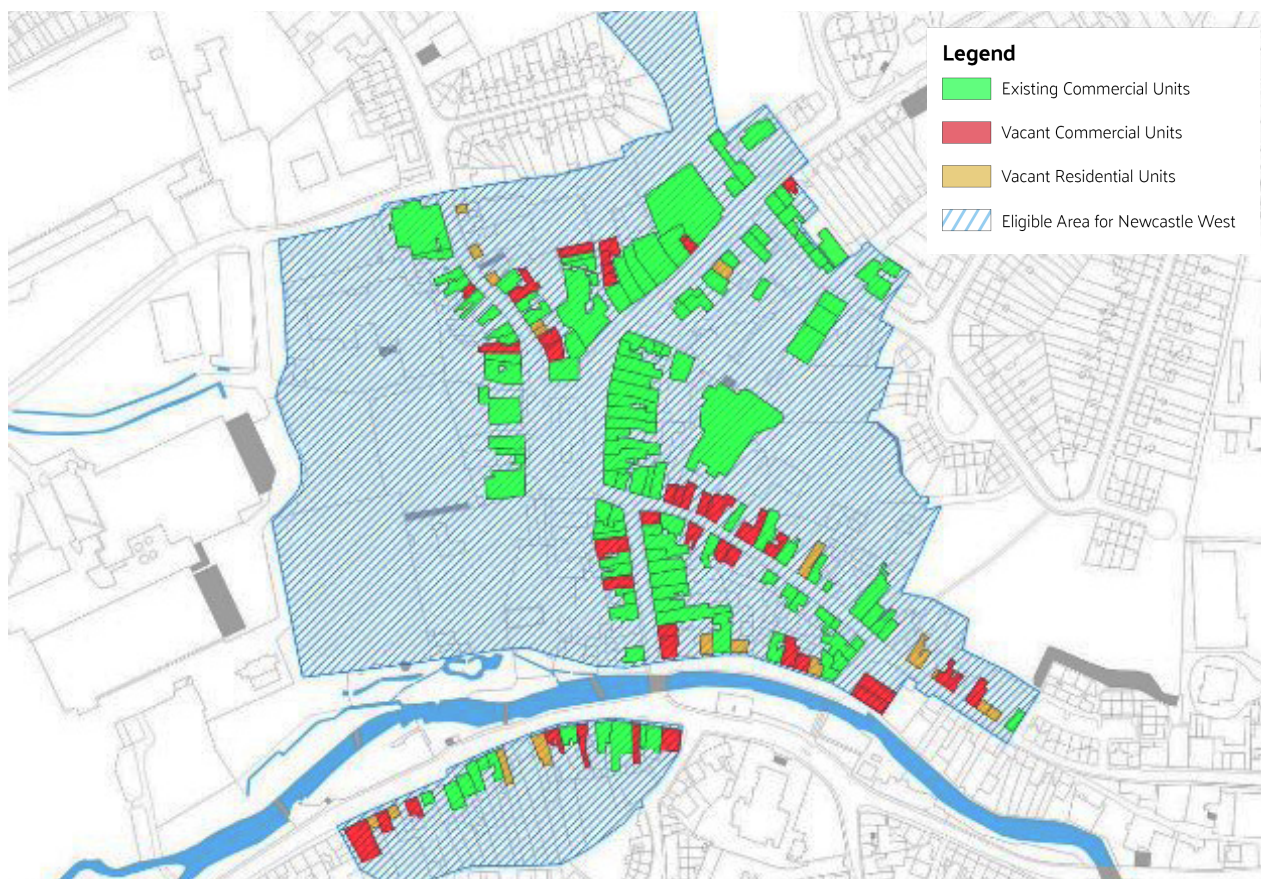 Legend
Existing Commercial Units
Vacant Commercial Units
Vacant Residential Units
Eligible Area for Newcastle West